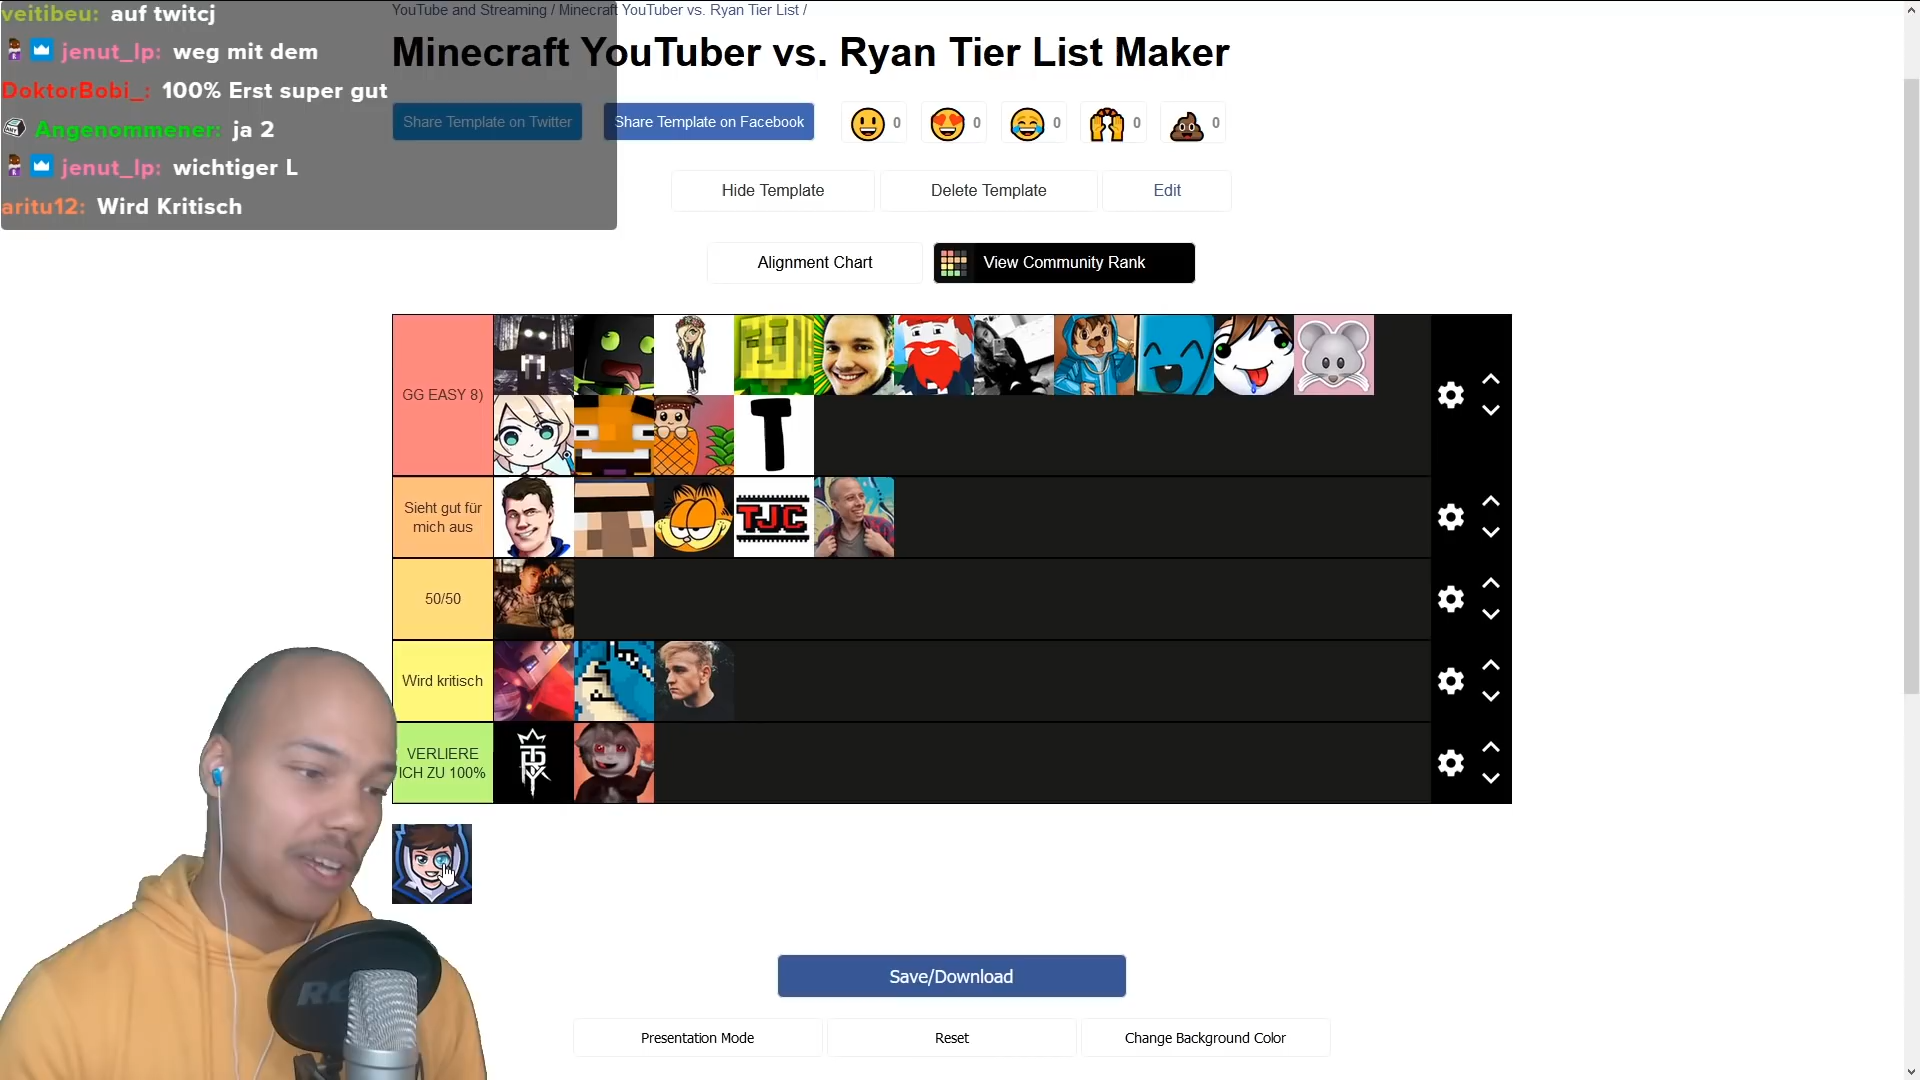 veitibeu: auf twitcj
jenut_lp: weg mit dem
DoktorBobi_: 100% Erst super gut
Angenommener: ja 2
jenut_lp: wichtiger L
aritu12: Wird Kritisch
YouTube and Streaming / Minecraft YouTuber vs. Ryan Tier List /
Minecraft YouTuber vs. Ryan Tier List Maker
Share Template on Twitter
Share Template on Facebook
0
0
0
0
0
Hide Template
Delete Template
Edit
Alignment Chart
View Community Rank
GG EASY 8)
T
Sieht gut für
mich aus
TJC
50/50
Wird kritisch
VERLIERE
ICH ZU 100%
Save/Download
Presentation Mode
Reset
Change Background Color